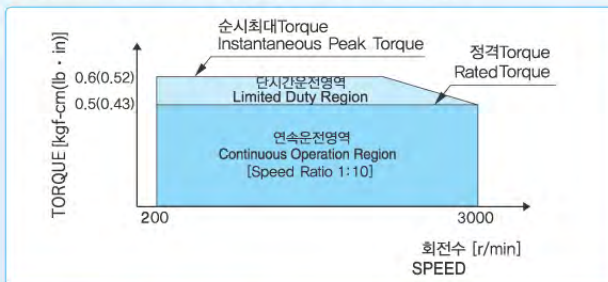 순시최대Torque
Instantaneous Peak Torque
정격Torque
Rated Torque
TORQUE [kgf-cm(lb・in)]
0.6(0.52)
0.5(0.43)
단시간운전영역
Limited Duty Region
연속운전영역
Continuous Operation Region
[Speed Ratio 1:10]
200
3000
회전수 [r/min]
SPEED